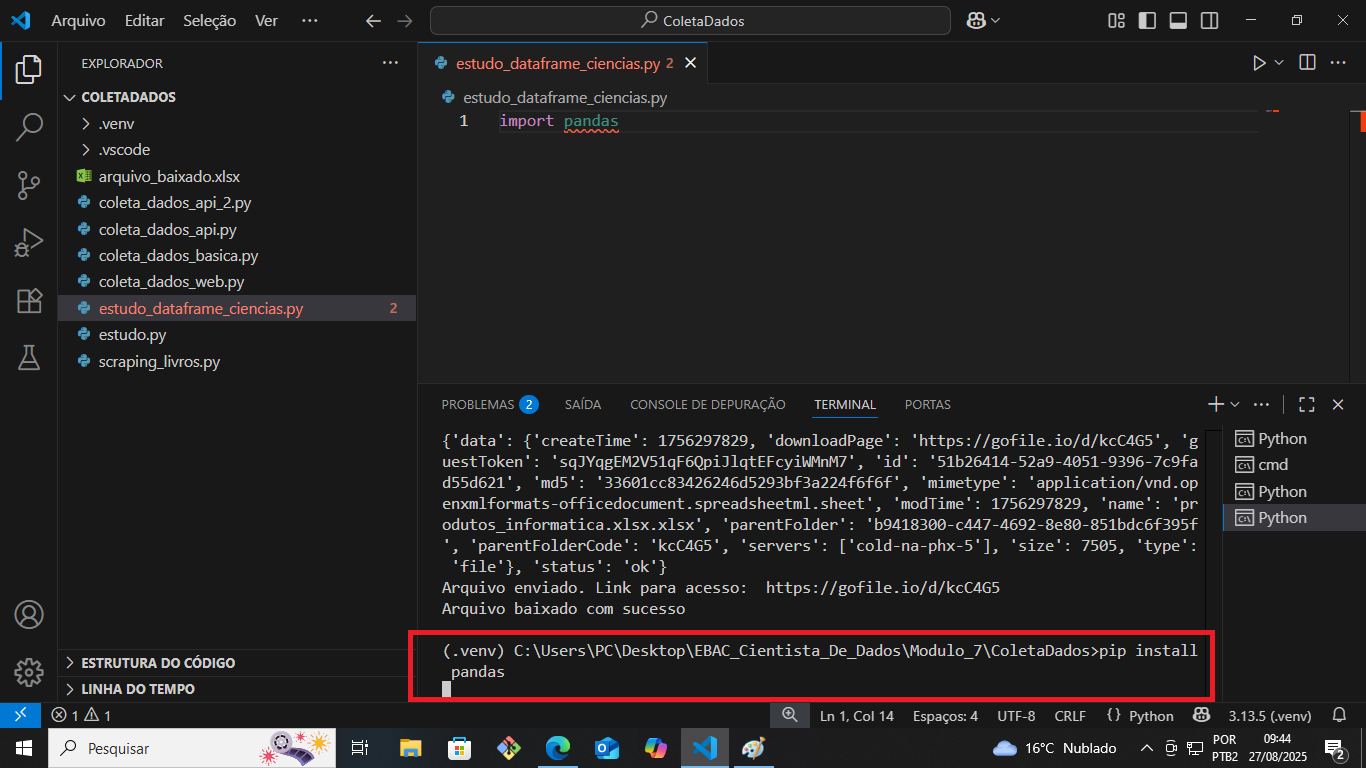 Arquivo Editar Seleção Ver ··· ColetaDados
EXPLORADOR ···
COLETADADOS
.venv
.vscode
arquivo_baixado.xlsx
coleta_dados_api_2.py
coleta_dados_api.py
coleta_dados_basica.py
coleta_dados_web.py
estudo_dataframe_ciencias.py 2
estudo.py
scraping_livros.py
ESTRUTURA DO CÓDIGO
LINHA DO TEMPO
estudo_dataframe_ciencias.py 2
estudo_dataframe_ciencias.py
1 import pandas
PROBLEMAS 2 SAÍDA CONSOLE DE DEPURAÇÃO TERMINAL PORTAS
{'data': {'createTime': 1756297829, 'downloadPage': 'https://gofile.io/d/kcC4G5', 'g
uestToken': 'sqJYqgEM2V51qF6QpiJlqtEFcyiWMnM7', 'id': '51b26414-52a9-4051-9396-7c9fa
d55d621', 'md5': '33601cc83426246d5293bf3a224f6f6f', 'mimetype': 'application/vnd.op
enxmlformats-officedocument.spreadsheetml.sheet', 'modTime': 1756297829, 'name': 'pr
odutos_informatica.xlsx.xlsx', 'parentFolder': 'b9418300-c447-4692-8e80-851bdc6f395f
', 'parentFolderCode': 'kcC4G5', 'servers': ['cold-na-phx-5'], 'size': 7505, 'type':
'file'}, 'status': 'ok'}
Arquivo enviado. Link para acesso:  https://gofile.io/d/kcC4G5
Arquivo baixado com sucesso
(.venv) C:\Users\PC\Desktop\EBAC_Cientista_De_Dados\Modulo_7\ColetaDados>pip install
pandas
Python
cmd
Python
Python
1 1 Ln 1, Col 14 Espaços: 4 UTF-8 CRLF {} Python 3.13.5 (.venv)
Pesquisar 16°C Nublado POR 09:44
PTB2 27/08/2025 2